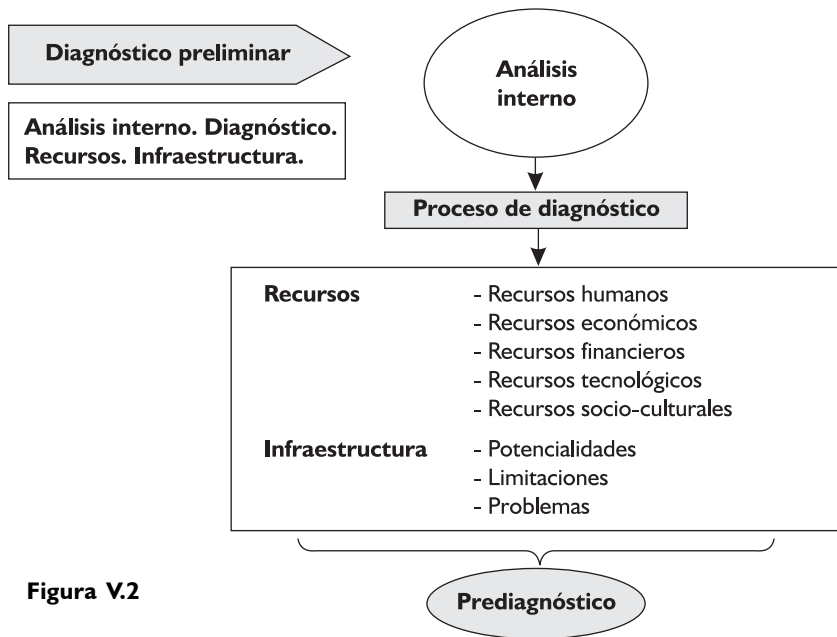 Diagnóstico preliminar
Análisis interno. Diagnóstico.
Recursos. Infraestructura.
Análisis
interno
Proceso de diagnóstico
Recursos - Recursos humanos
- Recursos económicos
- Recursos financieros
- Recursos tecnológicos
- Recursos socio-culturales
Infraestructura - Potencialidades
- Limitaciones
- Problemas
Figura V.2
Prediagnóstico